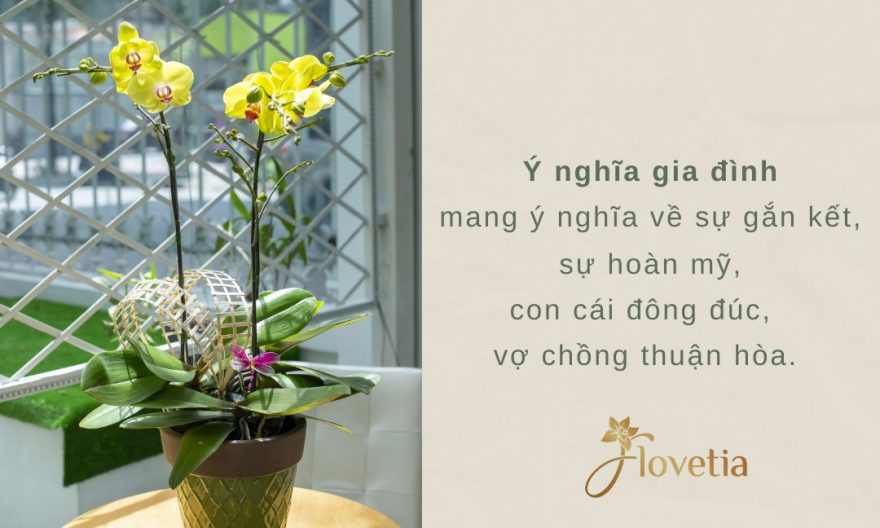 Ý nghĩa gia đình
mang ý nghĩa về sự gắn kết,
sự hoàn mỹ,
con cái đông đúc,
vợ chồng thuận hòa.
flovetia